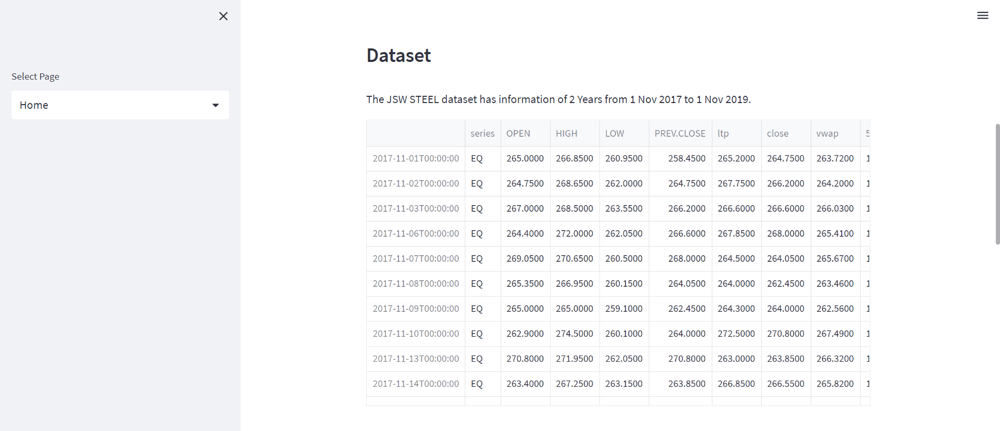 Select Page
Home
Dataset
The JSW STEEL dataset has information of 2 Years from 1 Nov 2017 to 1 Nov 2019.
series OPEN HIGH LOW PREV.CLOSE ltp close vwap 5
2017-11-01T00:00:00 EQ 265.0000 266.8500 260.9500 258.4500 265.2000 264.7500 263.7200 1
2017-11-02T00:00:00 EQ 264.7500 268.6500 262.0000 264.7500 267.7500 266.2000 264.2000 1
2017-11-03T00:00:00 EQ 267.0000 268.5000 263.5500 266.2000 266.6000 266.6000 266.0300 1
2017-11-06T00:00:00 EQ 264.4000 272.0000 262.0500 266.6000 267.8500 268.0000 265.4100 1
2017-11-07T00:00:00 EQ 269.0500 270.6500 260.5000 268.0000 264.5000 264.0500 265.6700 1
2017-11-08T00:00:00 EQ 265.3500 266.9500 260.1500 264.0500 264.0000 262.4500 263.4600 1
2017-11-09T00:00:00 EQ 265.0000 265.0000 259.1000 262.4500 264.3000 264.0000 262.5600 1
2017-11-10T00:00:00 EQ 262.9000 274.5000 260.1000 264.0000 272.5000 270.8000 267.4900 1
2017-11-13T00:00:00 EQ 270.8000 271.9500 262.0500 270.8000 263.0000 263.8500 266.3200 1
2017-11-14T00:00:00 EQ 263.4000 267.2500 263.1500 263.8500 266.8500 266.5500 265.8200 1